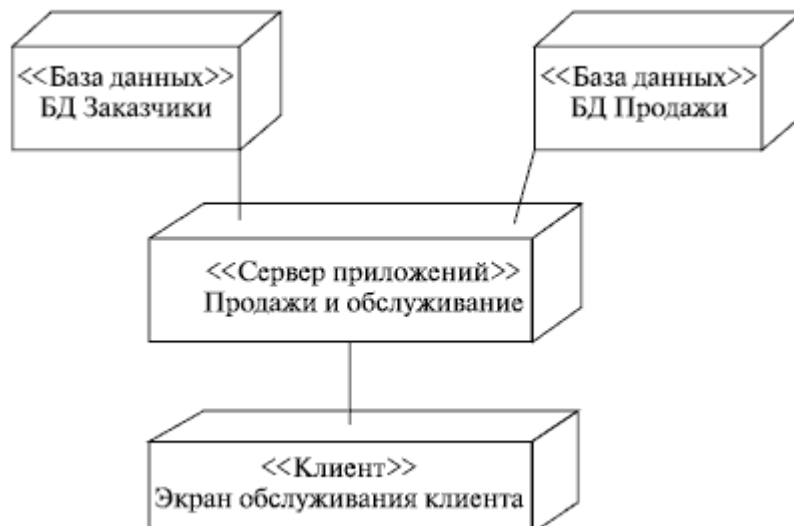 <<База данных>>
БД Заказчики
<<База данных>>
БД Продажи
<<Сервер приложений>>
Продажи и обслуживание
<<Клиент>>
Экран обслуживания клиента